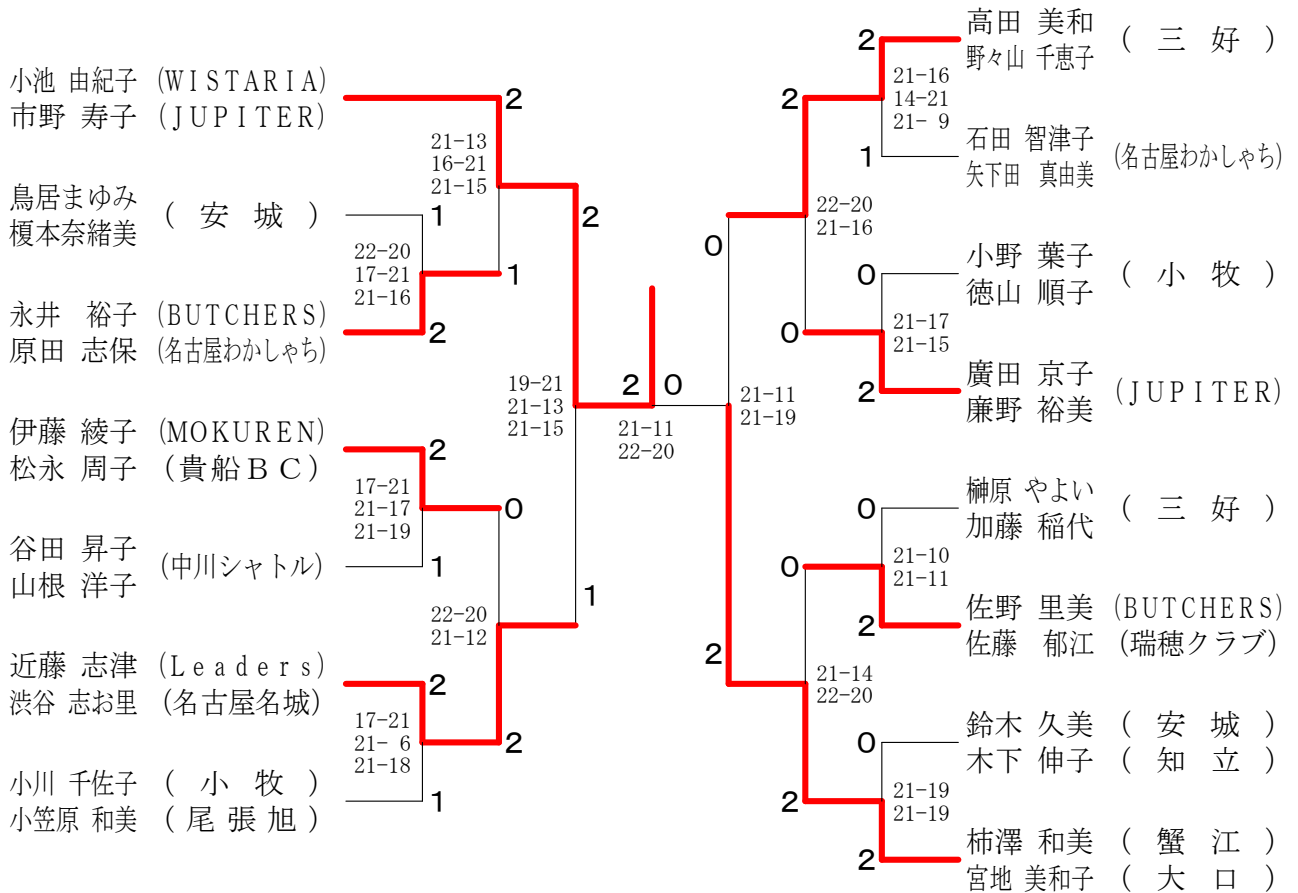 小池 由紀子 (WISTARIA)
市野 寿子 (JUPITER)
2
21-13
16-21
21-15
鳥居まゆみ
榎本奈緒美 ( 安 城 )
1
22-20
17-21
21-16
1
永井 裕子 (BUTCHERS)
原田 志保 (名古屋わかしゃち)
2
2
19-21
21-13
21-15
伊藤 綾子 (MOKUREN)
松永 周子 (貴船BC)
2
17-21
21-17
21-19
0
谷田 昇子
山根 洋子 (中川シャトル)
1
22-20
21-12
1
近藤 志津 (Leaders)
渋谷 志お里 (名古屋名城)
2
17-21
21- 6
21-18
2
小川 千佐子 ( 小 牧 )
小笠原 和美 ( 尾張旭 )
1
2 0
21-11
22-20
高田 美和
野々山 千恵子 ( 三 好 )
2
21-16
14-21
21- 9
2
石田 智津子
矢下田 真由美 (名古屋わかしゃち)
1
22-20
21-16
0
小野 葉子
徳山 順子 ( 小 牧 )
0
21-17
21-15
0
廣田 京子
廉野 裕美 (JUPITER)
2
21-11
21-19
榊原 やよい
加藤 稲代 ( 三 好 )
0
21-10
21-11
0
佐野 里美 (BUTCHERS)
佐藤 郁江 (瑞穂クラブ)
2
2
21-14
22-20
鈴木 久美 ( 安 城 )
木下 伸子 ( 知 立 )
0
21-19
21-19
2
柿澤 和美 ( 蟹 江 )
宮地 美和子 ( 大 口 )
2